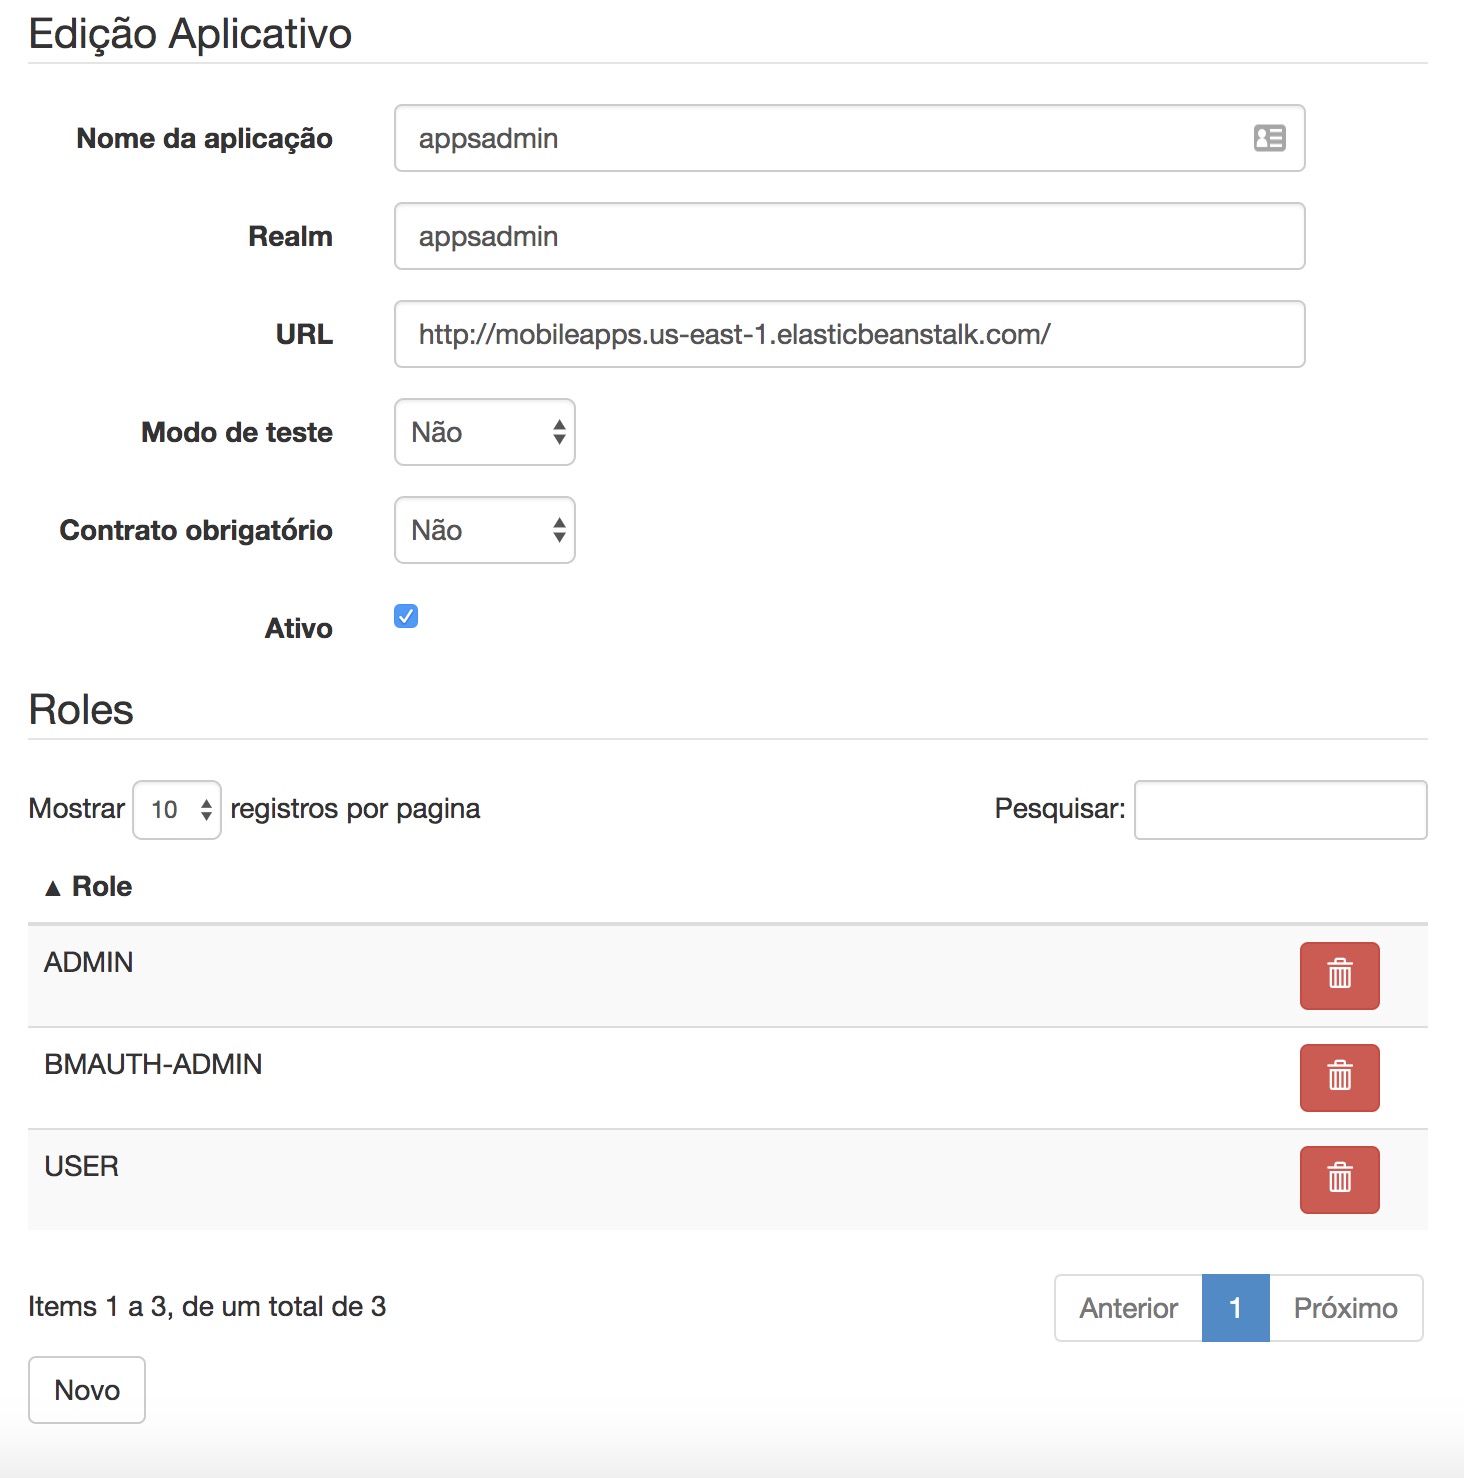 Edição Aplicativo
Nome da aplicação appsadmin
Realm appsadmin
URL http://mobileapps.us-east-1.elasticbeanstalk.com/
Modo de teste Não
Contrato obrigatório Não
Ativo
Roles
Mostrar 10 registros por pagina Pesquisar:
▲ Role
ADMIN
BMAUTH-ADMIN
USER
Items 1 a 3, de um total de 3 Anterior 1 Próximo
Novo